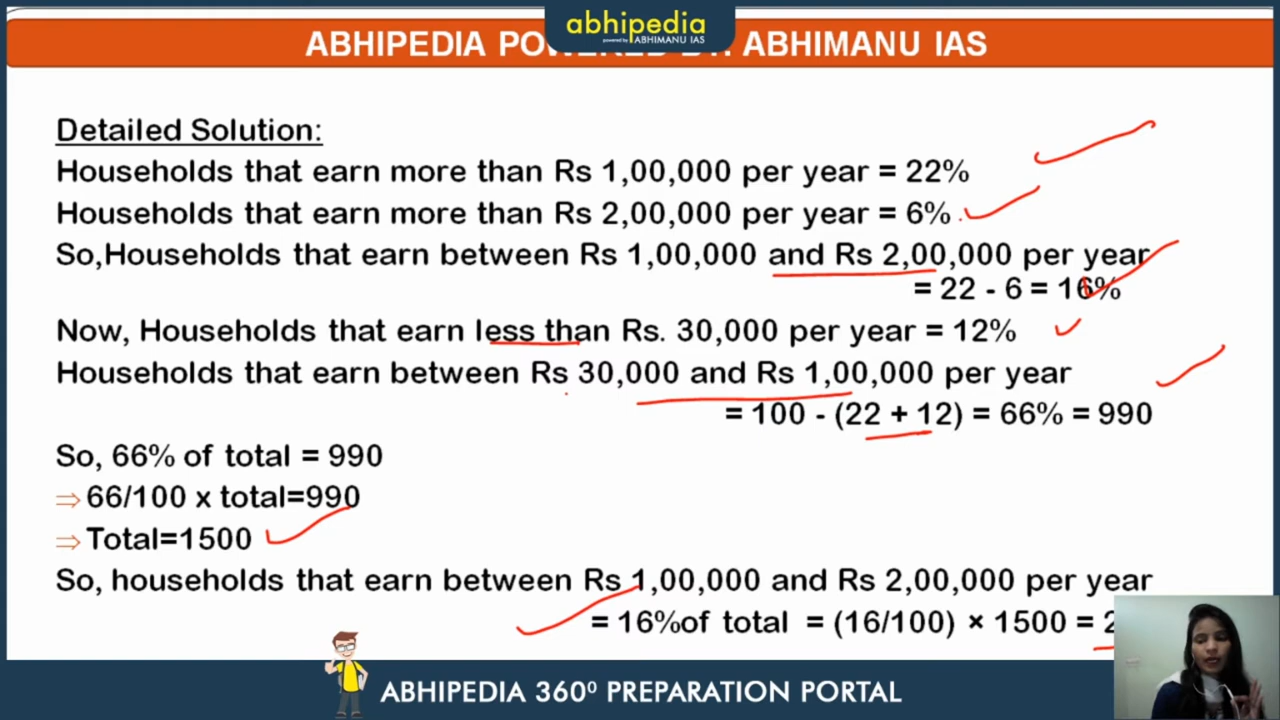 abhipedia
powered by ABHIMANU IAS
ABHIPEDIA POWERED BY: ABHIMANU IAS
Detailed Solution:
Households that earn more than Rs 1,00,000 per year = 22%
Households that earn more than Rs 2,00,000 per year = 6%
So,Households that earn between Rs 1,00,000 and Rs 2,00,000 per year
= 22 - 6 = 16%
Now, Households that earn less than Rs. 30,000 per year = 12%
Households that earn between Rs 30,000 and Rs 1,00,000 per year
= 100 - (22 + 12) = 66% = 990
So, 66% of total = 990
⇒ 66/100 x total=990
⇒ Total=1500
So, households that earn between Rs 1,00,000 and Rs 2,00,000 per year
= 16%of total = (16/100) × 1500 = 2
ABHIPEDIA 360⁰ PREPARATION PORTAL